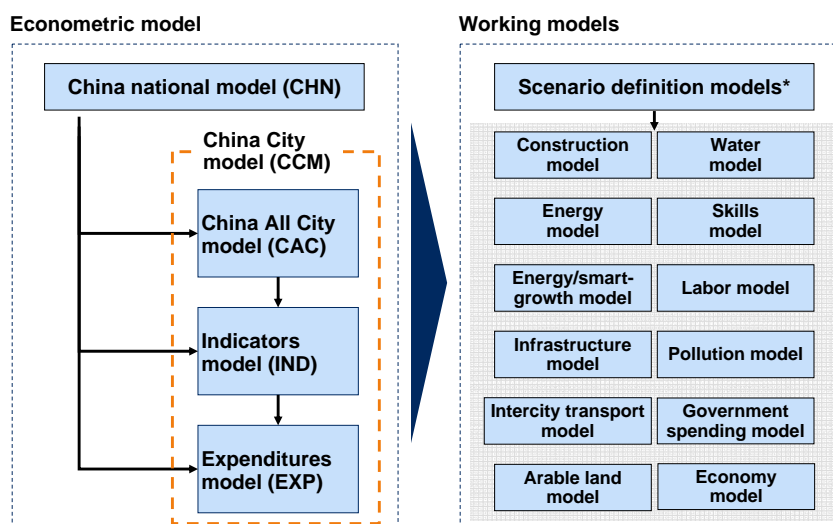 Econometric model
China national model (CHN)
China City
model (CCM)
China All City
model (CAC)
Indicators
model (IND)
Expenditures
model (EXP)
Working models
Scenario definition models*
Construction
model
Water
model
Energy
model
Skills
model
Energy/smart-
growth model
Labor model
Infrastructure
model
Pollution model
Intercity transport
model
Government
spending model
Arable land
model
Economy
model